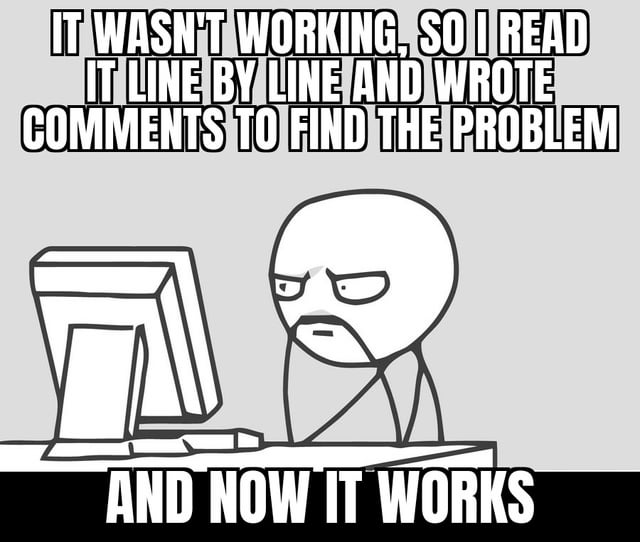 IT WASN'T WORKING, SO I READ
IT LINE BY LINE AND WROTE
COMMENTS TO FIND THE PROBLEM
AND NOW IT WORKS